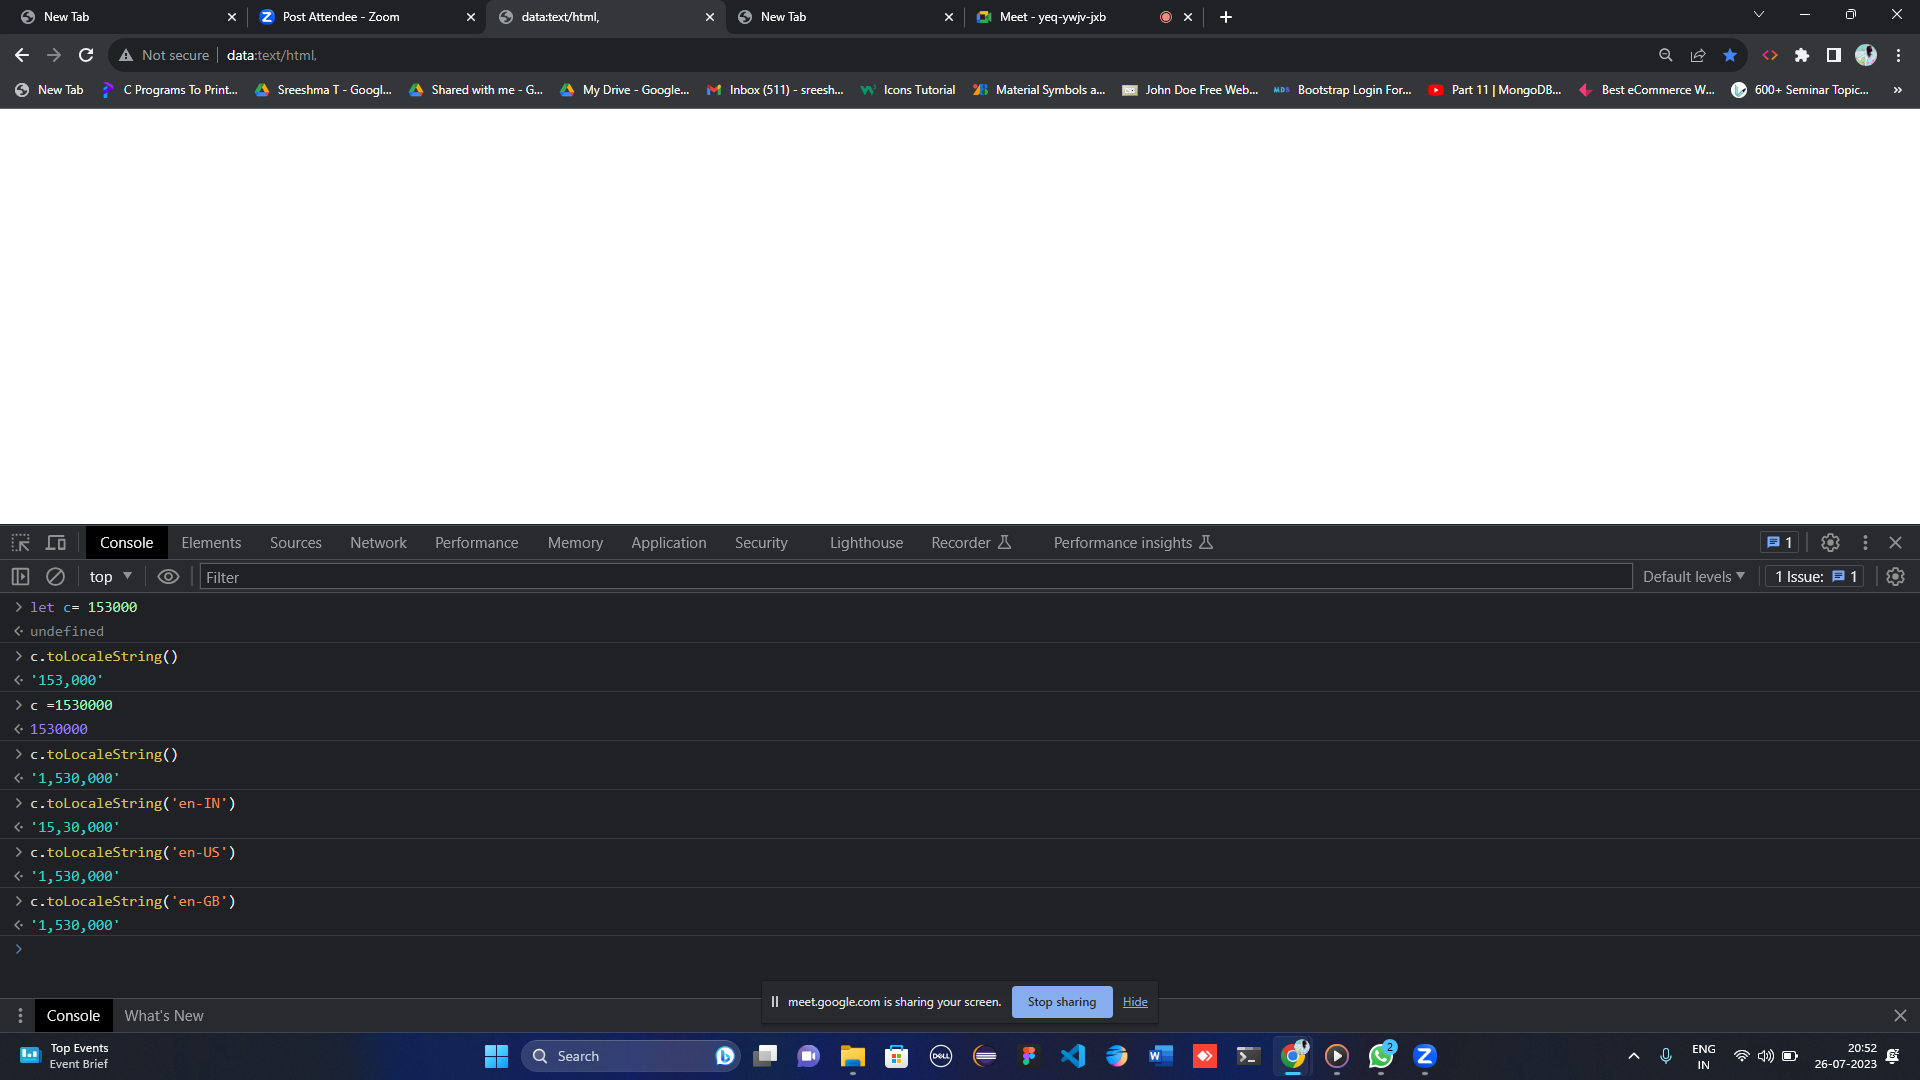 New Tab
Post Attendee - Zoom
data:text/html,
New Tab
Meet - yeq-ywjv-jxb
Not secure
data:text/html,
New Tab
C Programs To Print...
Sreeshma T - Googl...
Shared with me - G...
My Drive - Google...
Inbox (511) - sreesh...
Icons Tutorial
Material Symbols a...
John Doe Free Web...
Bootstrap Login For...
Part 11 | MongoDB...
Best eCommerce W...
600+ Seminar Topic...
»
Console
Elements
Sources
Network
Performance
Memory
Application
Security
Lighthouse
Recorder
Performance insights
1
top
Filter
Default levels
1 Issue: 1
let c= 153000
undefined
c.toLocaleString()
'153,000'
c =1530000
1530000
c.toLocaleString()
'1,530,000'
c.toLocaleString('en-IN')
'15,30,000'
c.toLocaleString('en-US')
'1,530,000'
c.toLocaleString('en-GB')
'1,530,000'
meet.google.com is sharing your screen.
Stop sharing
Hide
Console
What's New
Top Events
Event Brief
Search
DELL
2
ENG
IN
20:52
26-07-2023